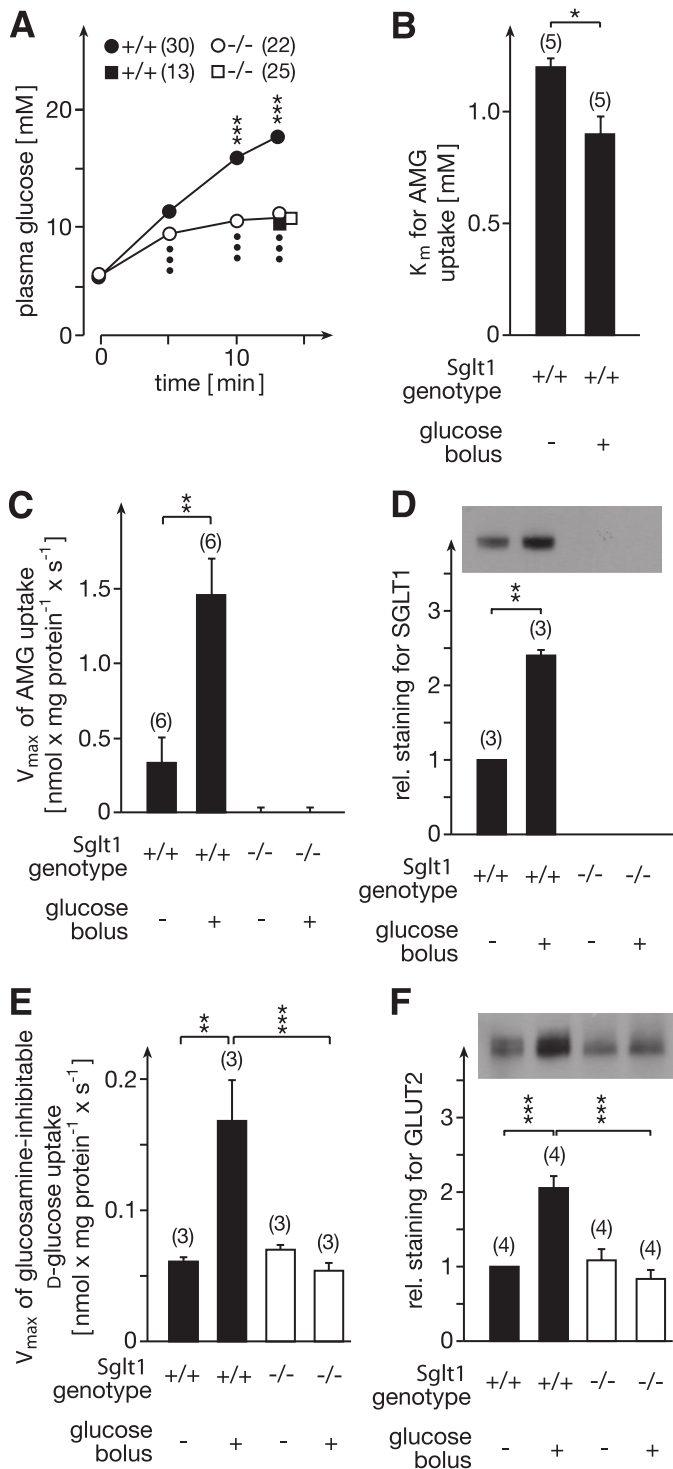 A
+/+ (30) -/- (22)
+/+ (13) -/- (25)
***
***
20
10
0
plasma glucose [mM]
0 10
time [min]
B
*
(5)
(5)
1.0
0.5
0
Km for AMG
uptake [mM]
Sglt1
genotype +/+ +/+
glucose
bolus - +
C
**
(6)
(6)
1.5
1.0
0.5
0
Vmax of AMG uptake
[nmol x mg protein-1 x s-1]
Sglt1
genotype +/+ +/+ -/- -/-
glucose
bolus - + - +
D
**
(3)
(3)
3
2
1
0
rel. staining for SGLT1
Sglt1
genotype +/+ +/+ -/- -/-
glucose
bolus - + - +
E
** ***
(3)
(3) (3) (3)
0.2
0.1
0
Vmax of glucosamine-inhibitable
D-glucose uptake
[nmol x mg protein-1 x s-1]
Sglt1
genotype +/+ +/+ -/- -/-
glucose
bolus - + - +
F
*** ***
(4)
(4) (4) (4)
3
2
1
0
rel. staining for GLUT2
Sglt1
genotype +/+ +/+ -/- -/-
glucose
bolus - + - +